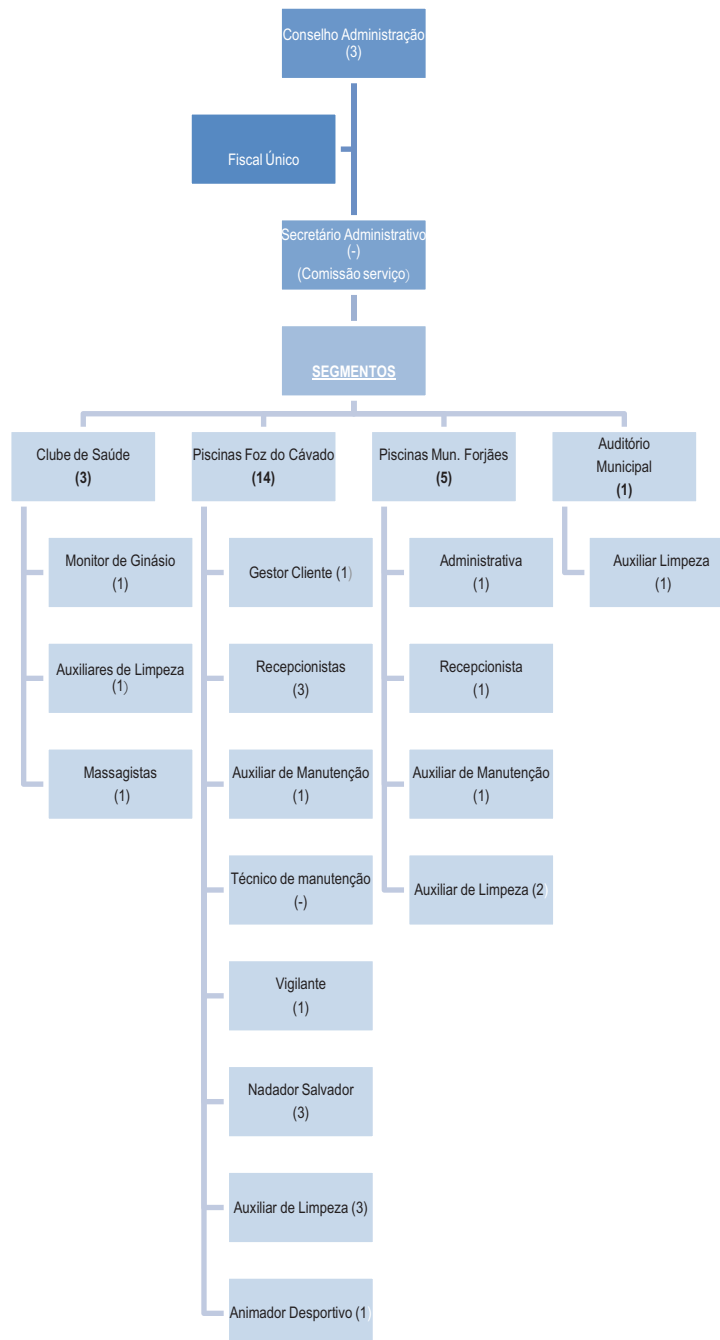 Conselho Administração
(3)
Fiscal Único
Secretário Administrativo
(-)
(Comissão serviço)
SEGMENTOS
Clube de Saúde
(3)
Piscinas Foz do Cávado
(14)
Piscinas Mun. Forjães
(5)
Auditório
Municipal
(1)
Monitor de Ginásio
(1)
Auxiliares de Limpeza
(1)
Massagistas
(1)
Gestor Cliente (1)
Recepcionistas
(3)
Auxiliar de Manutenção
(1)
Técnico de manutenção
(-)
Vigilante
(1)
Nadador Salvador
(3)
Auxiliar de Limpeza (3)
Animador Desportivo (1)
Administrativa
(1)
Recepcionista
(1)
Auxiliar de Manutenção
(1)
Auxiliar de Limpeza (2)
Auxiliar Limpeza
(1)